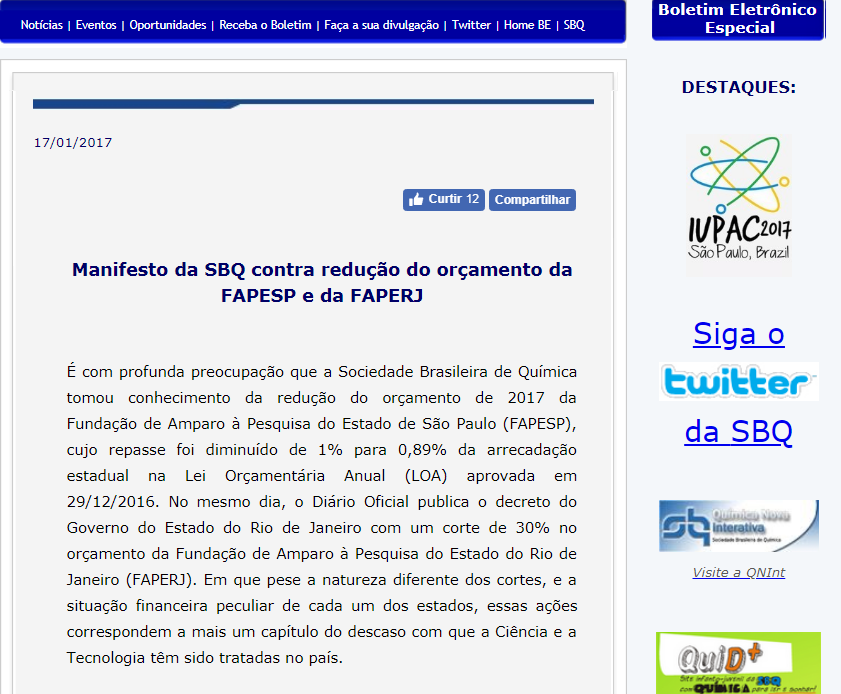 Notícias | Eventos | Oportunidades | Receba o Boletim | Faça a sua divulgação | Twitter | Home BE | SBQ
17/01/2017
Curtir 12 Compartilhar
Manifesto da SBQ contra redução do orçamento da
FAPESP e da FAPERJ
É com profunda preocupação que a Sociedade Brasileira de Química
tomou conhecimento da redução do orçamento de 2017 da
Fundação de Amparo à Pesquisa do Estado de São Paulo (FAPESP),
cujo repasse foi diminuído de 1% para 0,89% da arrecadação
estadual na Lei Orçamentária Anual (LOA) aprovada em
29/12/2016. No mesmo dia, o Diário Oficial publica o decreto do
Governo do Estado do Rio de Janeiro com um corte de 30% no
orçamento da Fundação de Amparo à Pesquisa do Estado do Rio de
Janeiro (FAPERJ). Em que pese a natureza diferente dos cortes, e a
situação financeira peculiar de cada um dos estados, essas ações
correspondem a mais um capítulo do descaso com que a Ciência e a
Tecnologia têm sido tratadas no país.
Boletim Eletrônico
Especial
DESTAQUES:
IUPAC 2017
São Paulo, Brazil
Siga o
twitter
da SBQ
sbq Química Nova
Interativa
Sociedade Brasileira de Química
Visite a QNInt
QuiD+
Site infanto-juvenil da SBQ
com QUÍMICA para ler e sonhar!